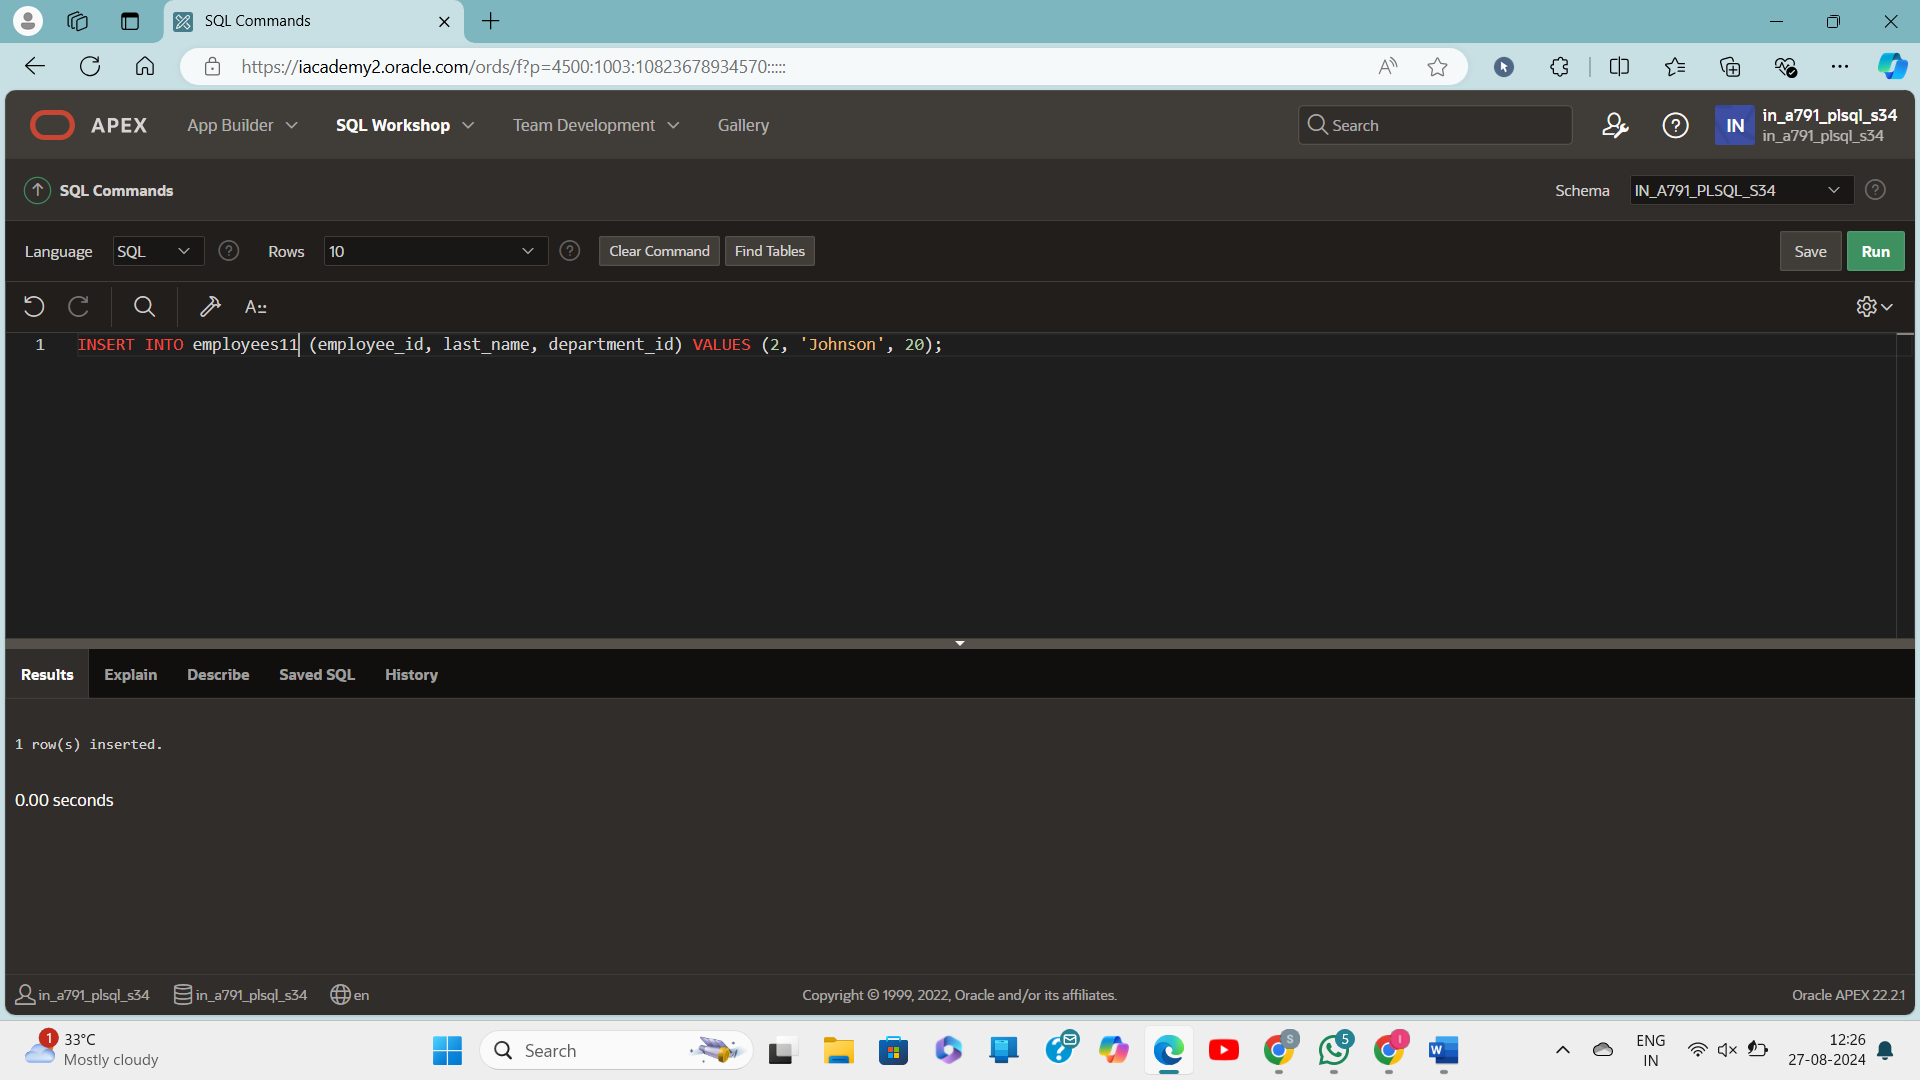 SQL Commands
https://iacademy2.oracle.com/ords/f?p=4500:1003:10823678934570:::::
APEX App Builder SQL Workshop Team Development Gallery Search IN in_a791_plsql_s34
in_a791_plsql_s34
SQL Commands Schema IN_A791_PLSQL_S34
Language SQL Rows 10 Clear Command Find Tables Save Run
A::
1 INSERT INTO employees11 (employee_id, last_name, department_id) VALUES (2, 'Johnson', 20);
Results Explain Describe Saved SQL History
1 row(s) inserted.
0.00 seconds
in_a791_plsql_s34 in_a791_plsql_s34 en Copyright © 1999, 2022, Oracle and/or its affiliates. Oracle APEX 22.2.1
1 33°C
Mostly cloudy
Search
S 5 I W
ENG
IN
12:26
27-08-2024